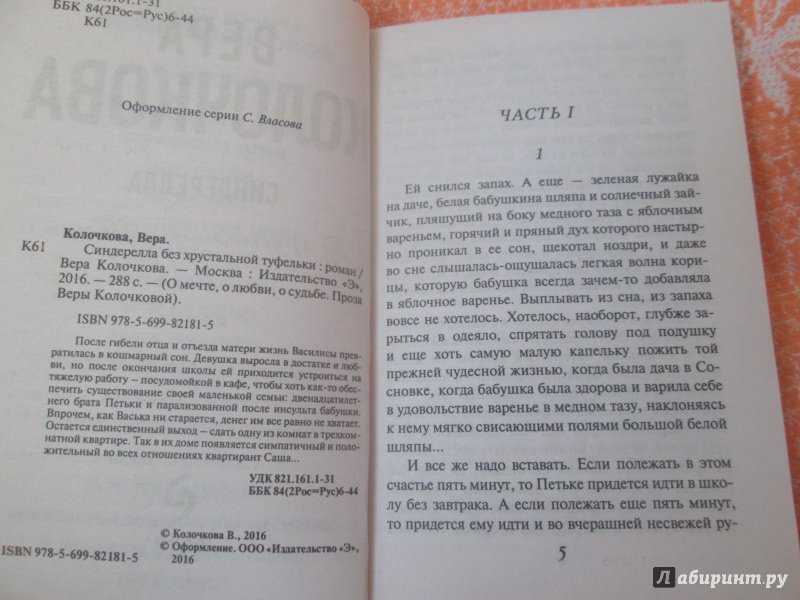 161.1-31
ББК 84(2Рос=Рус)6-44
К61
Оформление серии С. Власова
Колочкова, Вера.
К61
Синдерелла без хрустальной туфельки : роман /
Вера Колочкова. — Москва : Издательство «Э»,
2016. — 288 с. — (О мечте, о любви, о судьбе. Проза
Веры Колочковой).
ISBN 978-5-699-82181-5
После гибели отца и отъезда матери жизнь Василисы прев-
ратилась в кошмарный сон. Девушка выросла в достатке и люб-
ви, но после окончания школы ей приходится устроиться на
тяжелую работу – посудомойкой в кафе, чтобы хоть как-то обес-
печить существование своей маленькой семьи: двенадцатилет-
него брата Петьки и парализованной после инсульта бабушки.
Впрочем, как Васька ни старается, денег им все равно не хватает.
Остается единственный выход – сдать одну из комнат в трехком-
натной квартире. Так в их доме появляется симпатичный и поло-
жительный во всех отношениях квартирант Саша...
УДК 821.161.1-31
ББК 84(2Рос=Рус)6-44
© Колочкова В., 2016
© Оформление. ООО «Издательство «Э»,
2016
ISBN 978-5-699-82181-5
ВЕРА
КОЛОЧКОВА
СИНДЕРЕЛЛА
ЧАСТЬ I
1
Ей снился запах. А еще — зеленая лужайка
на даче, белая бабушкина шляпа и солнечный зай-
чик, пляшущий на боку медного таза с яблочным
вареньем, горячий и пряный дух которого настыр-
но проникал в ее сон, щекотал ноздри, и даже
во сне слышалась-ощущалась легкая волна кори-
цы, которую бабушка всегда зачем-то добавляла
в яблочное варенье. Выплывать из сна, из запаха
вовсе не хотелось. Хотелось, наоборот, глубже за-
рыться в одеяло, спрятать голову под подушку
и еще хоть самую малую капельку пожить той
прежней чудесной жизнью, когда была дача в Со-
сновке, когда бабушка была здорова и варила себе
в удовольствие варенье в медном тазу, наклоняясь
к нему мягко свисающими полями большой белой
шляпы...
И все же надо вставать. Если полежать в этом
счастье пять минут, то Петьке придется идти в шко-
лу без завтрака. А если полежать еще пять минут,
то придется ему идти и во вчерашней несвежей ру-
5
лабиринт.ру